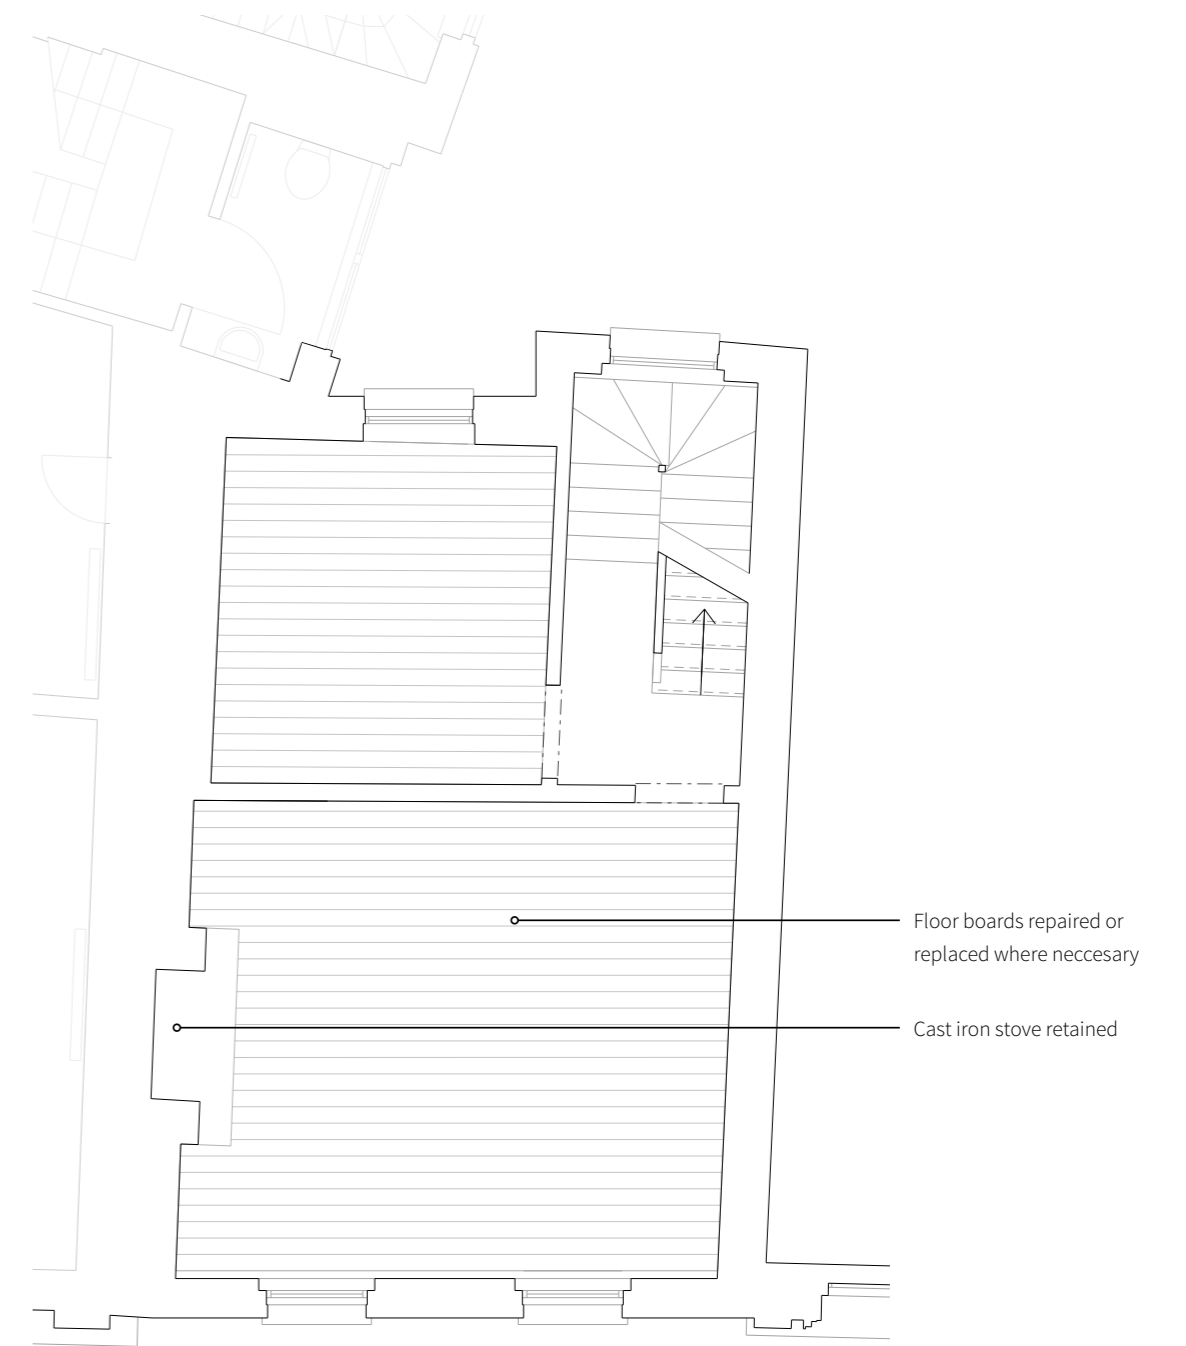 Floor boards repaired or
replaced where neccesary
Cast iron stove retained